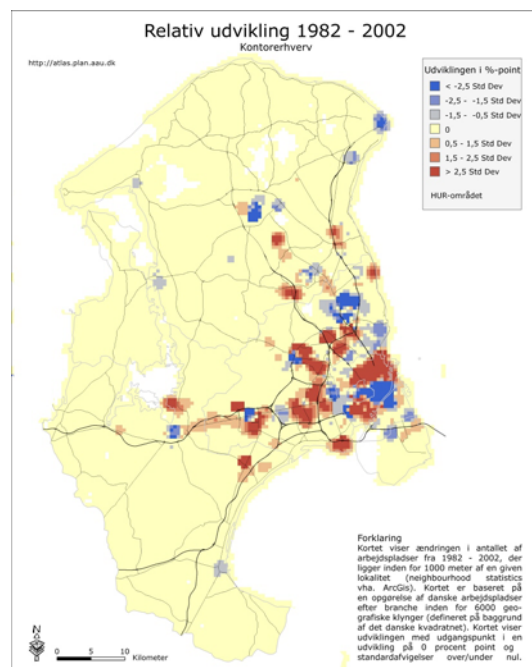 Relativ udvikling 1982 - 2002
Kontorerhverv
http://atlas.plan.aau.dk
Udviklingen i %-point
< -2,5 Std Dev
-2,5 - -1,5 Std Dev
-1,5 - -0,5 Std Dev
0
0,5 - 1,5 Std Dev
1,5 - 2,5 Std Dev
> 2,5 Std Dev
HUR-området
Forklaring
Kortet viser ændringen i antallet af
arbejdspladser fra 1982 - 2002, der
ligger inden for 1000 meter af en given
lokalitet (neighbourhood statistics
vha. ArcGis). Kortet er baseret på
en opgørelse af danske arbejdspladser
efter branche inden for 6000 geo-
grafiske klynger (defineret på baggrund
af det danske kvadratnet). Kortet viser
udviklingen med udgangspunkt i en
udvikling på 0 procent point og
standardafvigelser over/under nul.
N
0 5 10
Kilometer